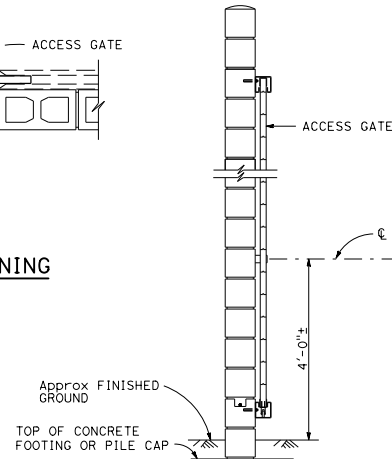 ACCESS GATE
ACCESS GATE
℄
NING
4'-0"±
Approx FINISHED
GROUND
TOP OF CONCRETE
FOOTING OR PILE CAP